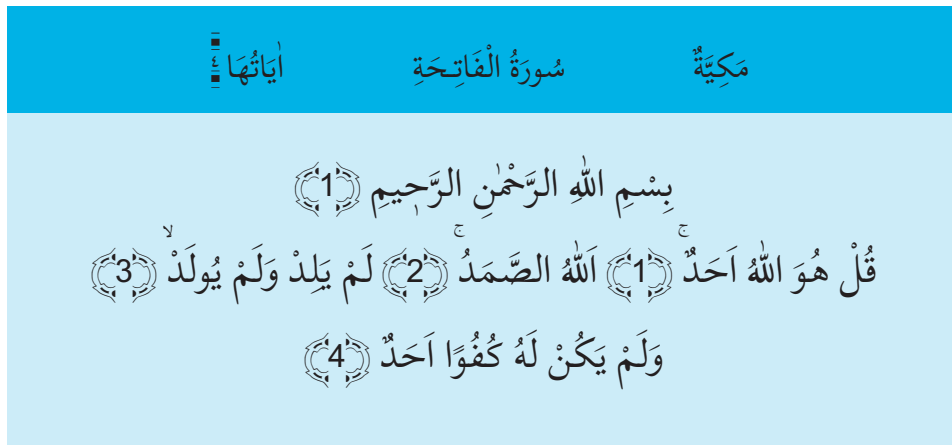 مَكِيَّةٌ سُورَةُ الْفَاتِحَةِ اٰيَاتُهَا ٤
بِسْمِ اللّٰهِ الرَّحْمٰنِ الرَّح۪يمِ ﴿1﴾
قُلْ هُوَ اللّٰهُ اَحَدٌۚ ﴿1﴾ اَللّٰهُ الصَّمَدُۚ ﴿2﴾ لَمْ يَلِدْ وَلَمْ يُولَدْۙ ﴿3﴾
وَلَمْ يَكُنْ لَهُ كُفُوًا اَحَدٌ ﴿4﴾